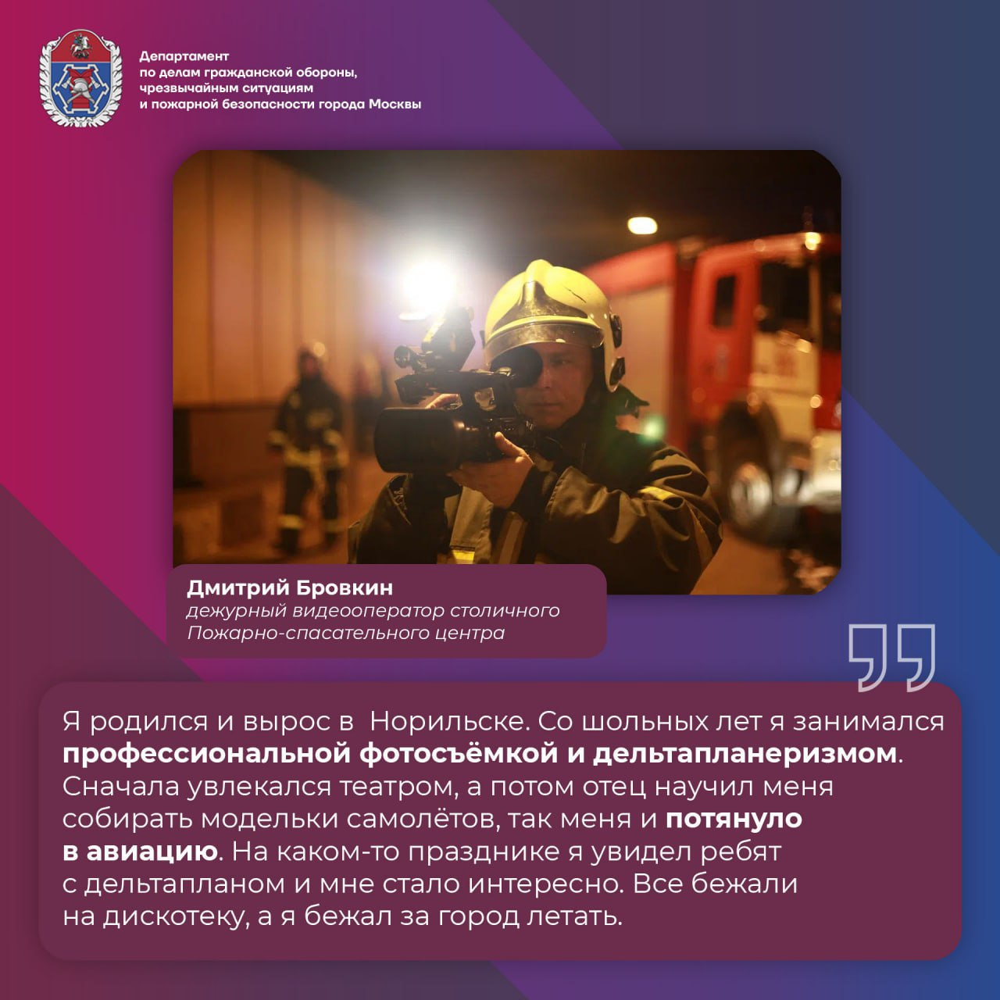 Департамент
по делам гражданской обороны,
чрезвычайным ситуациям
и пожарной безопасности города Москвы
Дмитрий Бровкин
дежурный видеооператор столичного
Пожарно-спасательного центра
Я родился и вырос в  Норильске. Со шольных лет я занимался
профессиональной фотосъёмкой и дельтапланеризмом.
Сначала увлекался театром, а потом отец научил меня
собирать модельки самолётов, так меня и потянуло
в авиацию. На каком-то празднике я увидел ребят
с дельтапланом и мне стало интересно. Все бежали
на дискотеку, а я бежал за город летать.